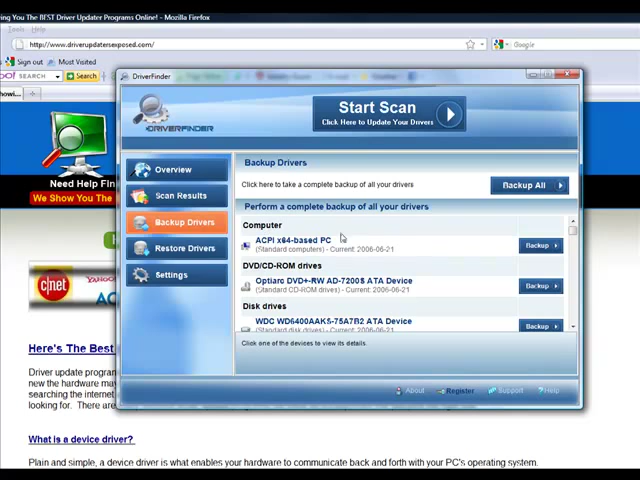 ing You The BEST Driver Updater Programs Online! - Mozilla Firefox
Tools Help
http://www.driverupdatersexposed.com/
Google
SEARCH
Sign out
Most Visited
Search
DriverFinder
Start Scan
Click Here to Update Your Drivers
DRIVERFINDER
Overview
Scan Results
Backup Drivers
Restore Drivers
Settings
Backup Drivers
Click here to take a complete backup of all your drivers
Backup All
Perform a complete backup of all your drivers
Computer
ACPI x64-based PC
(Standard computers) - Current: 2006-06-21
Backup
DVD/CD-ROM drives
Optiarc DVD+-RW AD-7200S ATA Device
(Standard CD-ROM drives) - Current: 2006-06-21
Backup
Disk drives
WDC WD6400AAKS-75A7B2 ATA Device
(Standard disk drives) - Current: 2006-06-21
Backup
Click one of the devices to view its details.
About
Register
Support
Help
Need Help Fin
We Show You The
c|net
YAHOO
Here's The Best
Driver update progra
new the hardware may
searching the internet
looking for. There are
What is a device driver?
Plain and simple, a device driver is what enables your hardware to communicate back and forth with your PC's operating system.